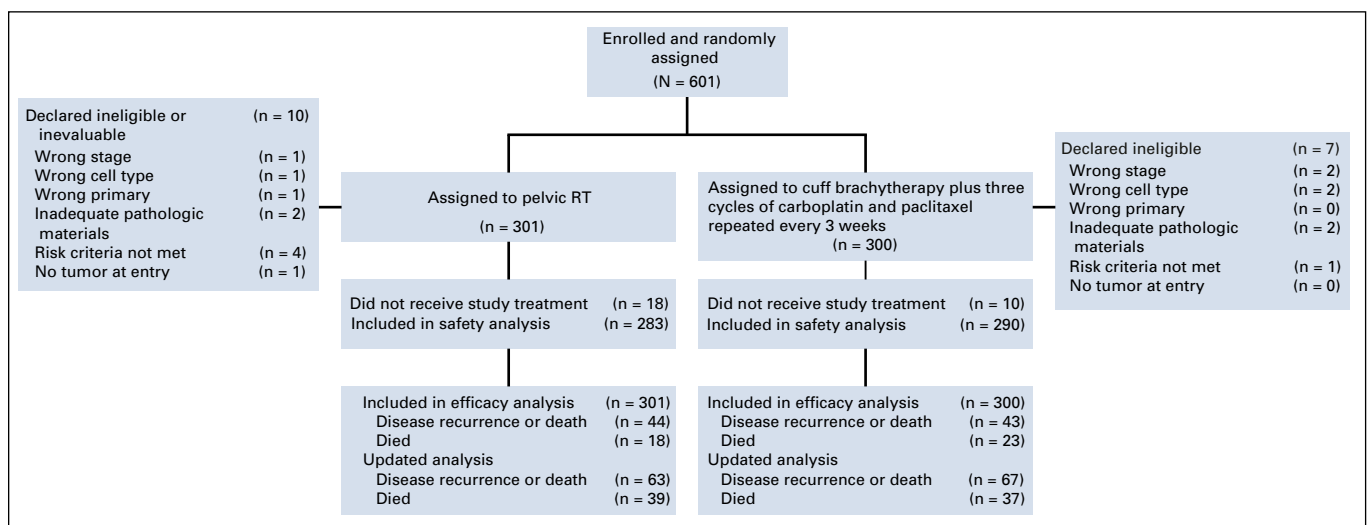 Enrolled and randomly
assigned
(N = 601)
Declared ineligible or (n = 10)
inevaluable
Wrong stage (n = 1)
Wrong cell type (n = 1)
Wrong primary (n = 1)
Inadequate pathologic (n = 2)
materials
Risk criteria not met (n = 4)
No tumor at entry (n = 1)
Assigned to pelvic RT
(n = 301)
Assigned to cuff brachytherapy plus three
cycles of carboplatin and paclitaxel
repeated every 3 weeks
(n = 300)
Declared ineligible (n = 7)
Wrong stage (n = 2)
Wrong cell type (n = 2)
Wrong primary (n = 0)
Inadequate pathologic (n = 2)
materials
Risk criteria not met (n = 1)
No tumor at entry (n = 0)
Did not receive study treatment (n = 18)
Included in safety analysis (n = 283)
Did not receive study treatment (n = 10)
Included in safety analysis (n = 290)
Included in efficacy analysis (n = 301)
Disease recurrence or death (n = 44)
Died (n = 18)
Updated analysis
Disease recurrence or death (n = 63)
Died (n = 39)
Included in efficacy analysis (n = 300)
Disease recurrence or death (n = 43)
Died (n = 23)
Updated analysis
Disease recurrence or death (n = 67)
Died (n = 37)